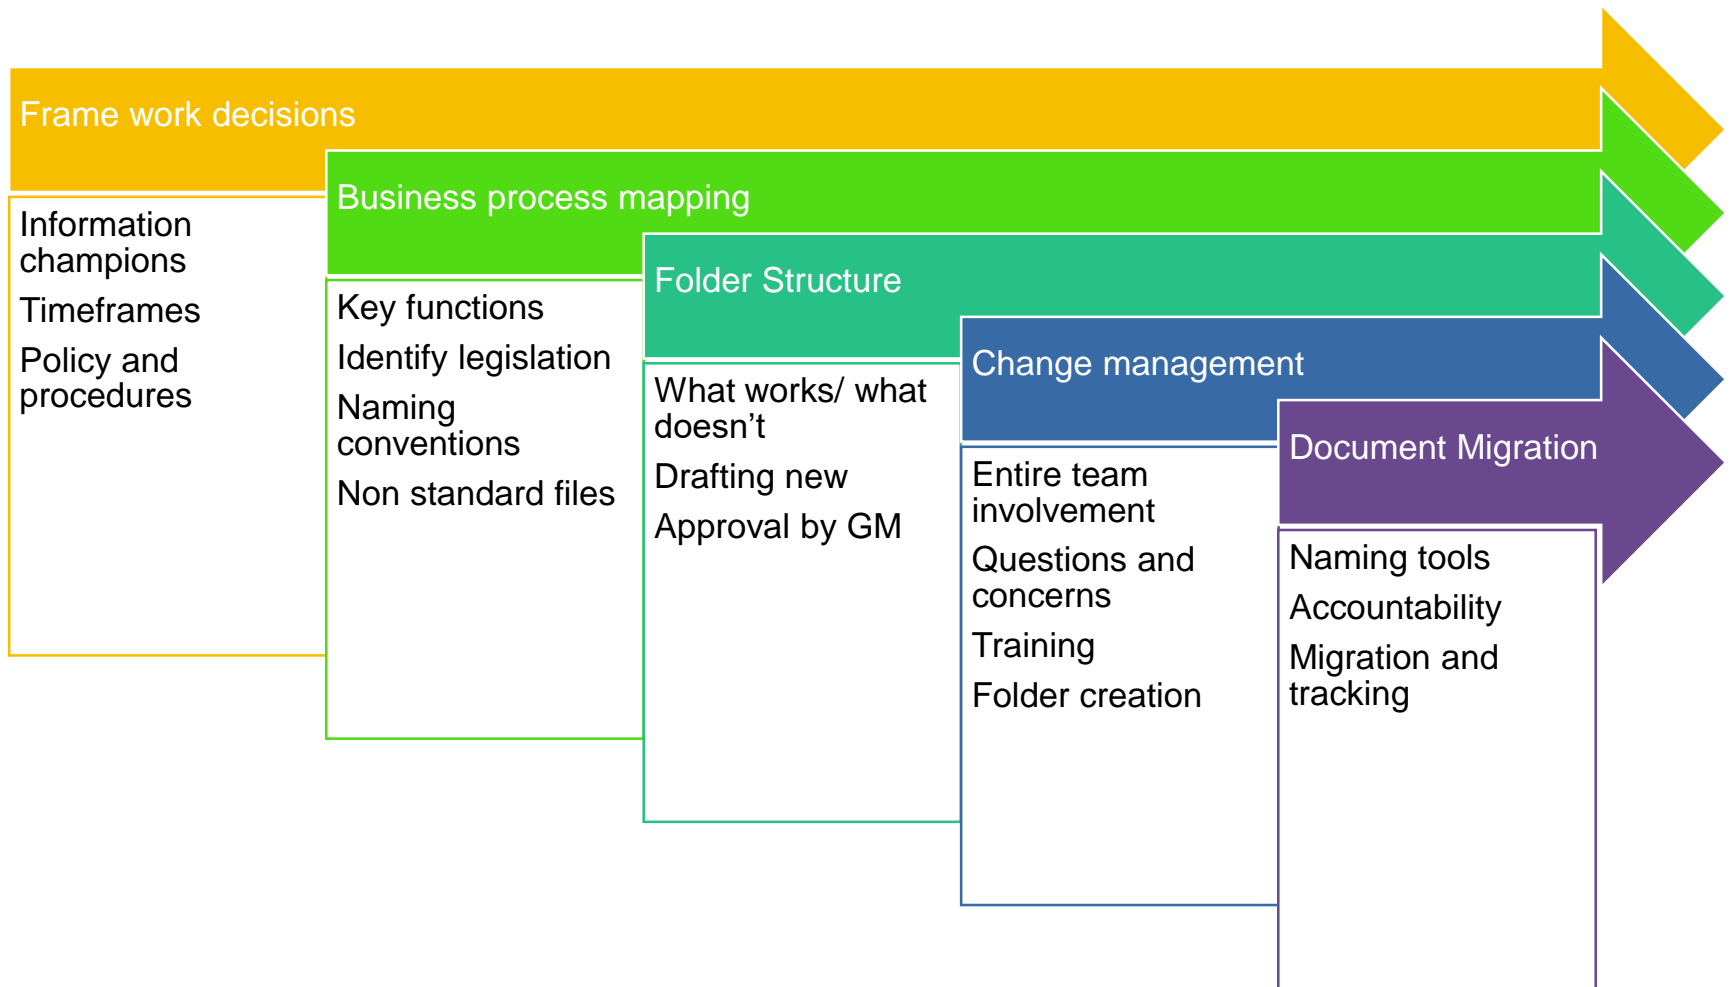 Frame work decisions
Information
champions
Timeframes
Policy and
procedures
Business process mapping
Key functions
Identify legislation
Naming
conventions
Non standard files
Folder Structure
What works/ what
doesn’t
Drafting new
Approval by GM
Change management
Entire team
involvement
Questions and
concerns
Training
Folder creation
Document Migration
Naming tools
Accountability
Migration and
tracking